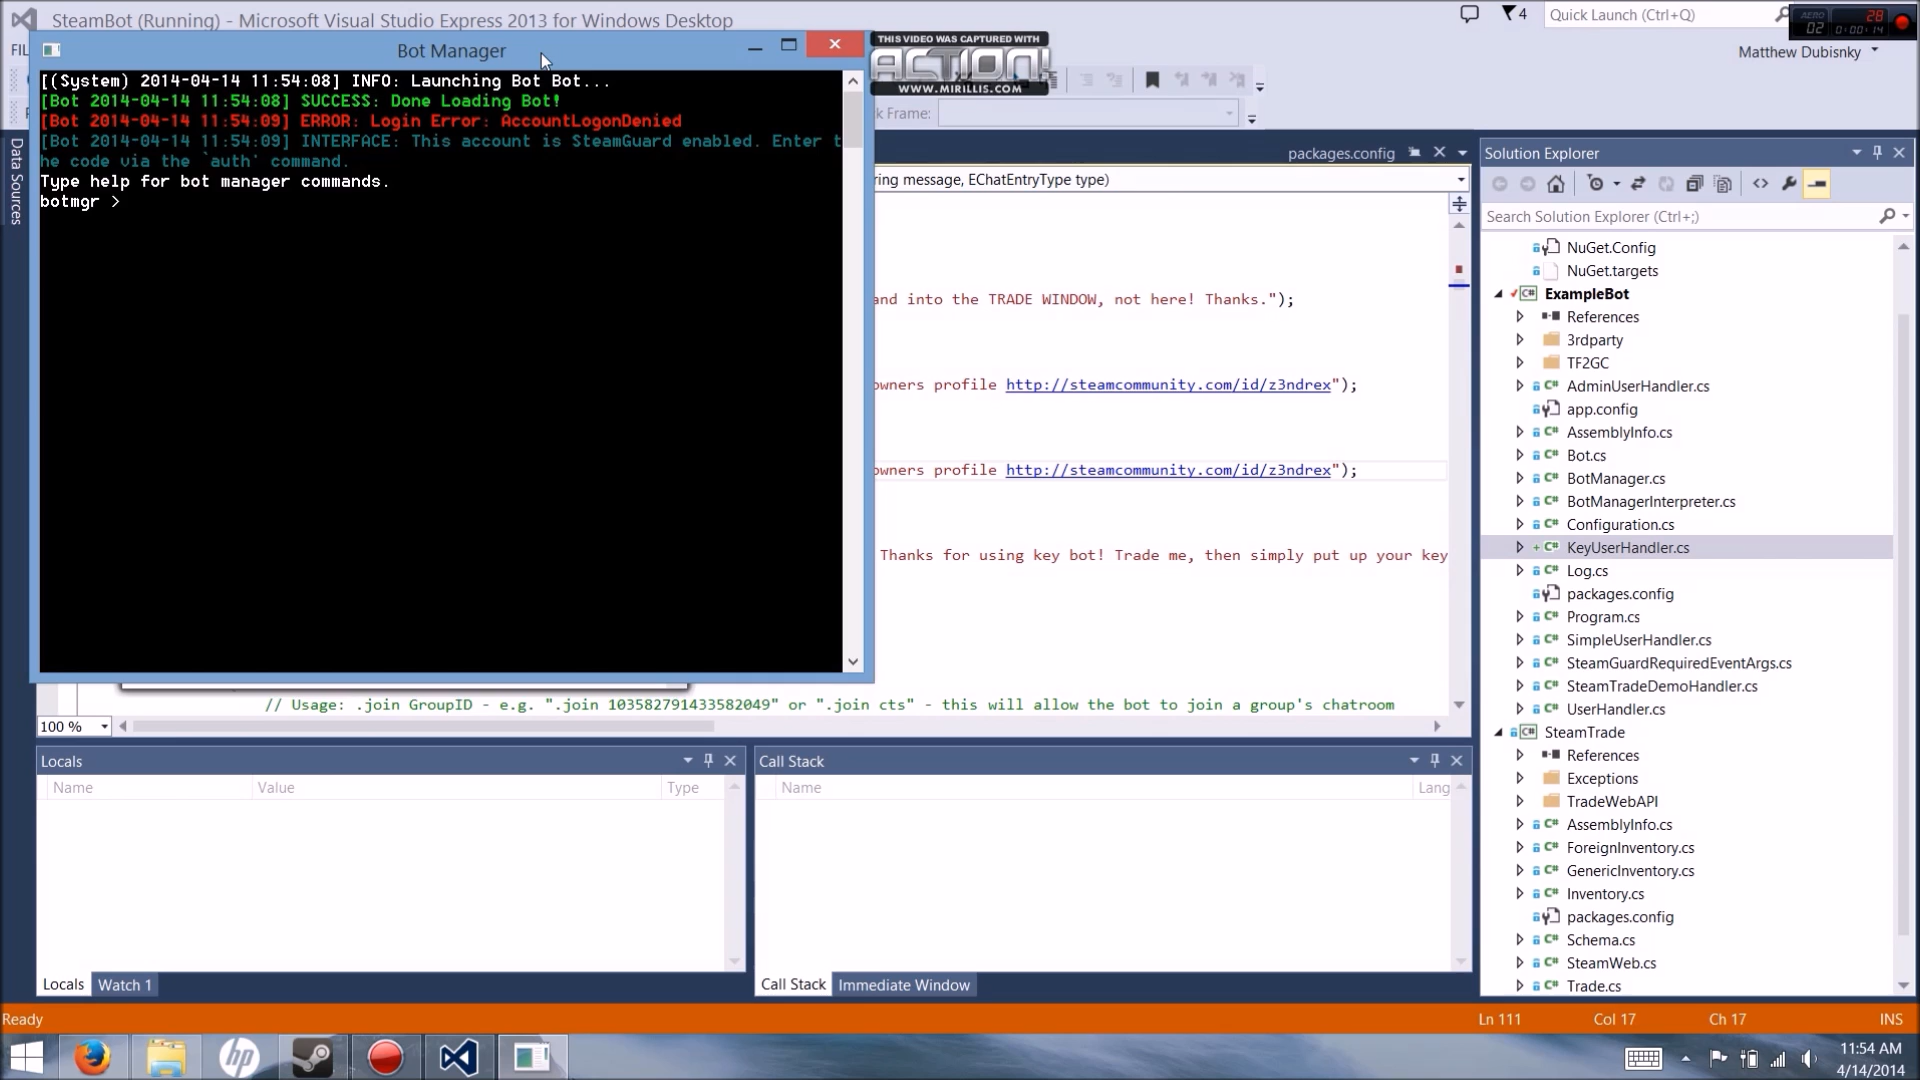 SteamBot (Running) - Microsoft Visual Studio Express 2013 for Windows Desktop
4
Quick Launch (Ctrl+Q)
AERO
02
28
0:00:14
FIL
Matthew Dubisnky
THIS VIDEO WAS CAPTURED WITH
ACTION!
WWW.MIRILLIS.COM
k Frame:
Bot Manager
[(System) 2014-04-14 11:54:08] INFO: Launching Bot Bot...
[Bot 2014-04-14 11:54:08] SUCCESS: Done Loading Bot!
[Bot 2014-04-14 11:54:09] ERROR: Login Error: AccountLogonDenied
[Bot 2014-04-14 11:54:09] INTERFACE: This account is SteamGuard enabled. Enter t
he code via the `auth` command.
Type help for bot manager commands.
botmgr >
Data Sources
packages.config
ring message, EChatEntryType type)
and into the TRADE WINDOW, not here! Thanks.");
owners profile http://steamcommunity.com/id/z3ndrex");
owners profile http://steamcommunity.com/id/z3ndrex");
Thanks for using key bot! Trade me, then simply put up your key
// Usage: .join GroupID - e.g. ".join 103582791433582049" or ".join cts" - this will allow the bot to join a group's chatroom
100 %
Solution Explorer
Search Solution Explorer (Ctrl+;)
NuGet.Config
NuGet.targets
ExampleBot
References
3rdparty
TF2GC
AdminUserHandler.cs
app.config
AssemblyInfo.cs
Bot.cs
BotManager.cs
BotManagerInterpreter.cs
Configuration.cs
KeyUserHandler.cs
Log.cs
packages.config
Program.cs
SimpleUserHandler.cs
SteamGuardRequiredEventArgs.cs
SteamTradeDemoHandler.cs
UserHandler.cs
SteamTrade
References
Exceptions
TradeWebAPI
AssemblyInfo.cs
ForeignInventory.cs
GenericInventory.cs
Inventory.cs
packages.config
Schema.cs
SteamWeb.cs
Trade.cs
Locals
Name Value Type
Locals Watch 1
Call Stack
Name Lang
Call Stack Immediate Window
Ready
Ln 111 Col 17 Ch 17 INS
hp
11:54 AM
4/14/2014